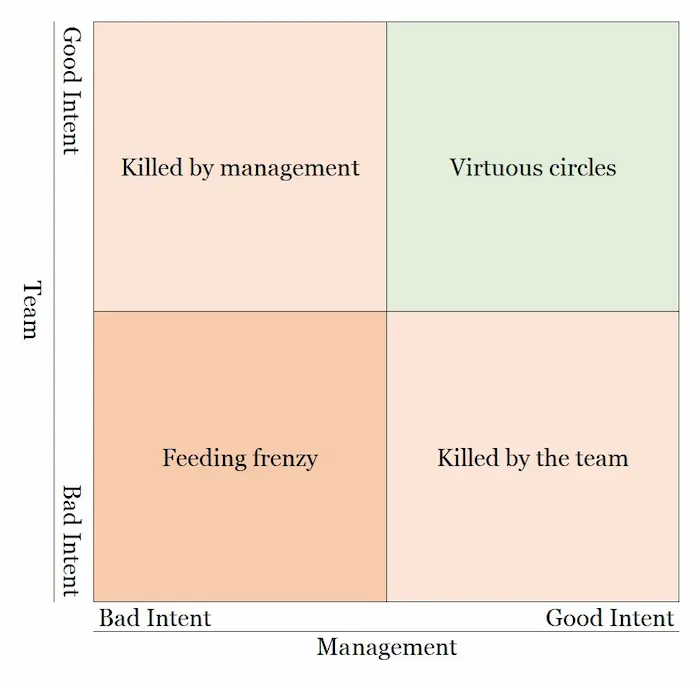 Good Intent
Killed by management
Virtuous circles
Team
Feeding frenzy
Killed by the team
Bad Intent
Bad Intent
Good Intent
Management